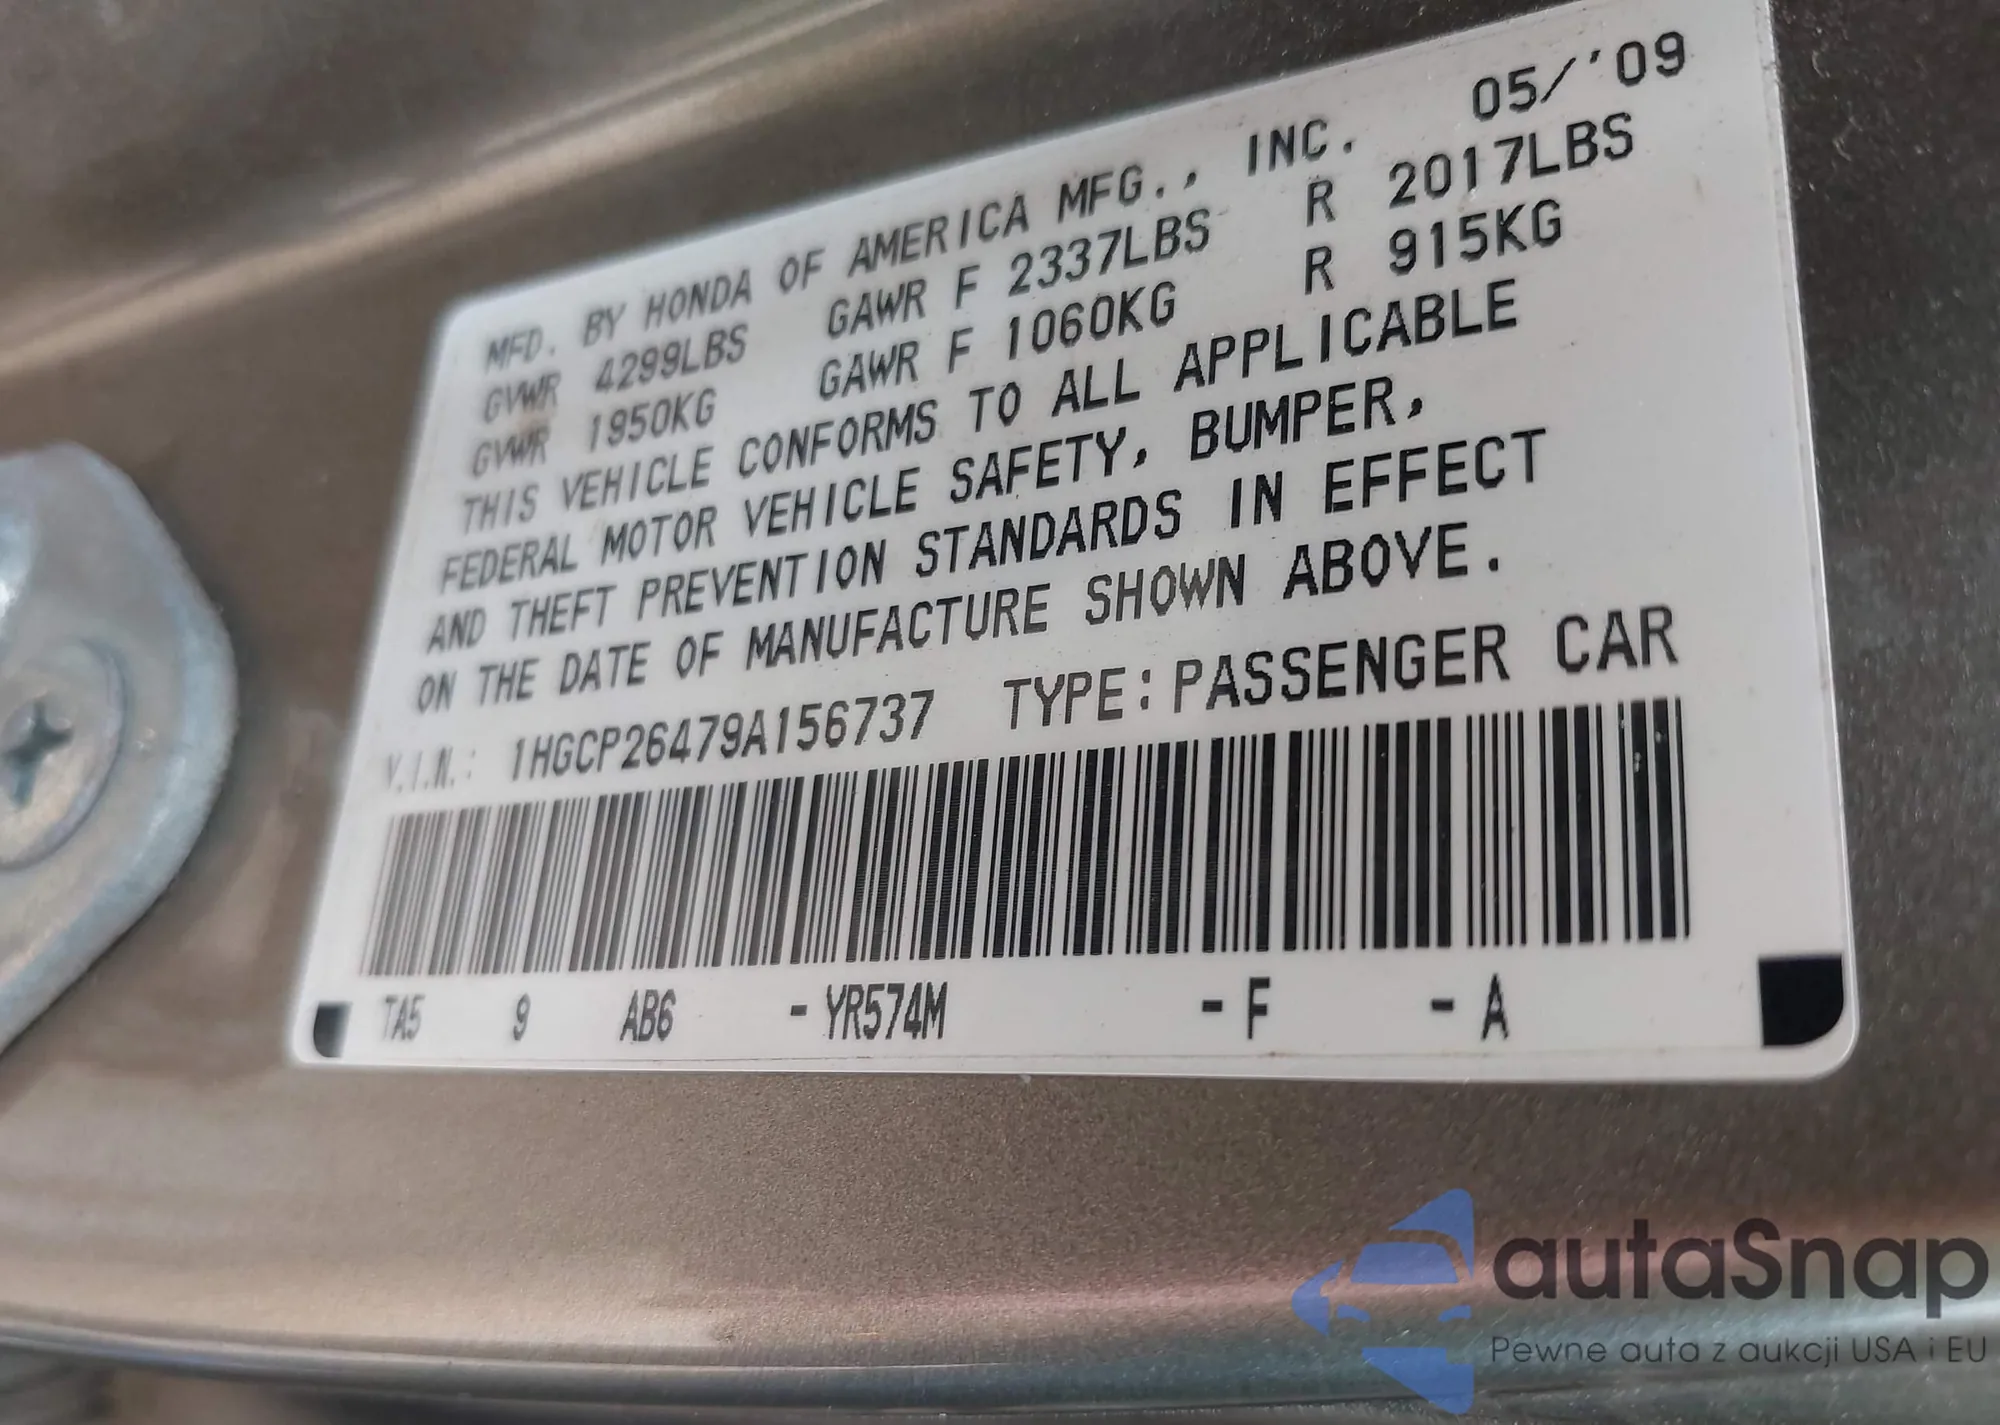 MFD. BY HONDA OF AMERICA MFG., INC. 05/'09
GVWR 4299LBS GAWR F 2337LBS R 2017LBS
GVWR 1950KG GAWR F 1060KG R 915KG
THIS VEHICLE CONFORMS TO ALL APPLICABLE
FEDERAL MOTOR VEHICLE SAFETY, BUMPER,
AND THEFT PREVENTION STANDARDS IN EFFECT
ON THE DATE OF MANUFACTURE SHOWN ABOVE.
V.I.N.: 1HGCP26479A156737 TYPE:PASSENGER CAR
TA5 9 AB6 -YR574M -F -A
autaSnap
Pewne auta z aukcji USA i EU